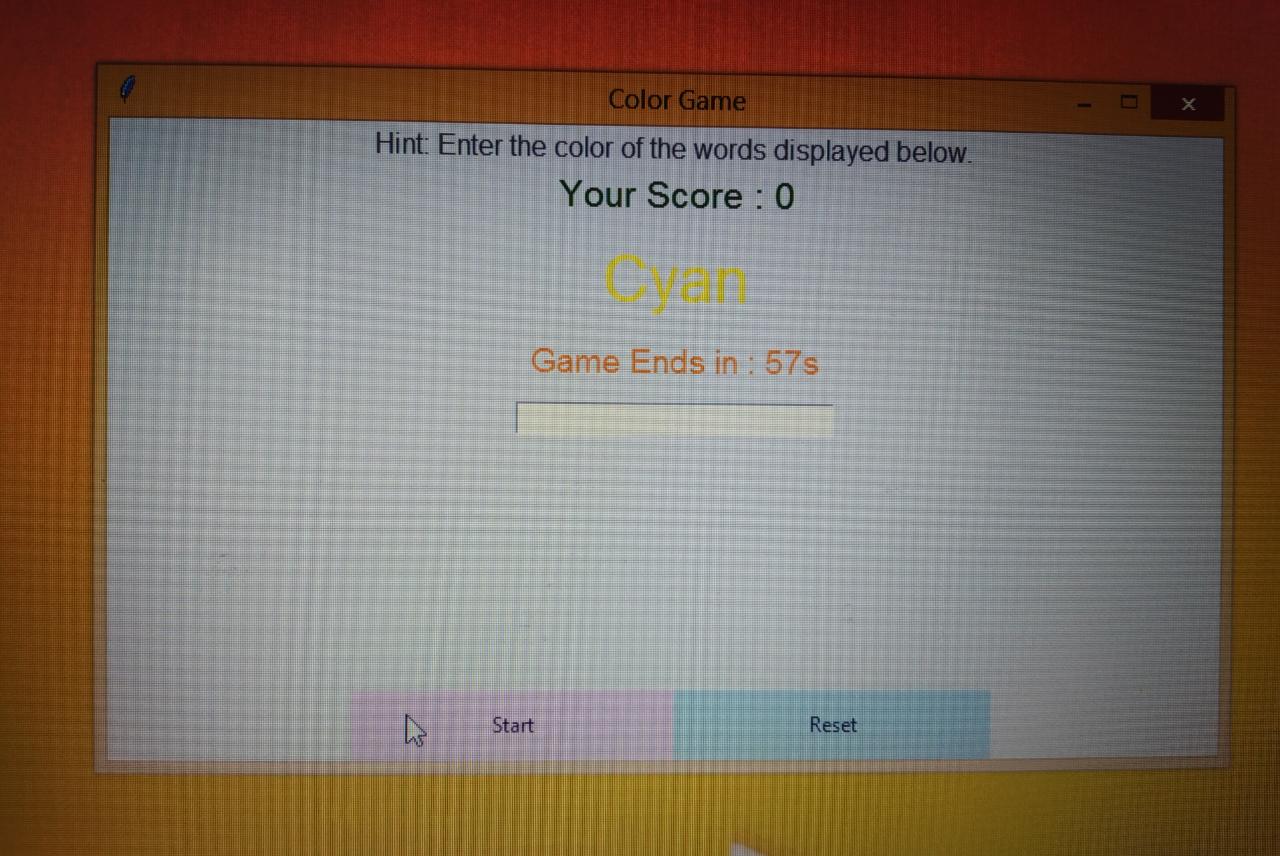 Color Game
Hint: Enter the color of the words displayed below.
Your Score : 0
Cyan
Game Ends in : 57s
Start
Reset